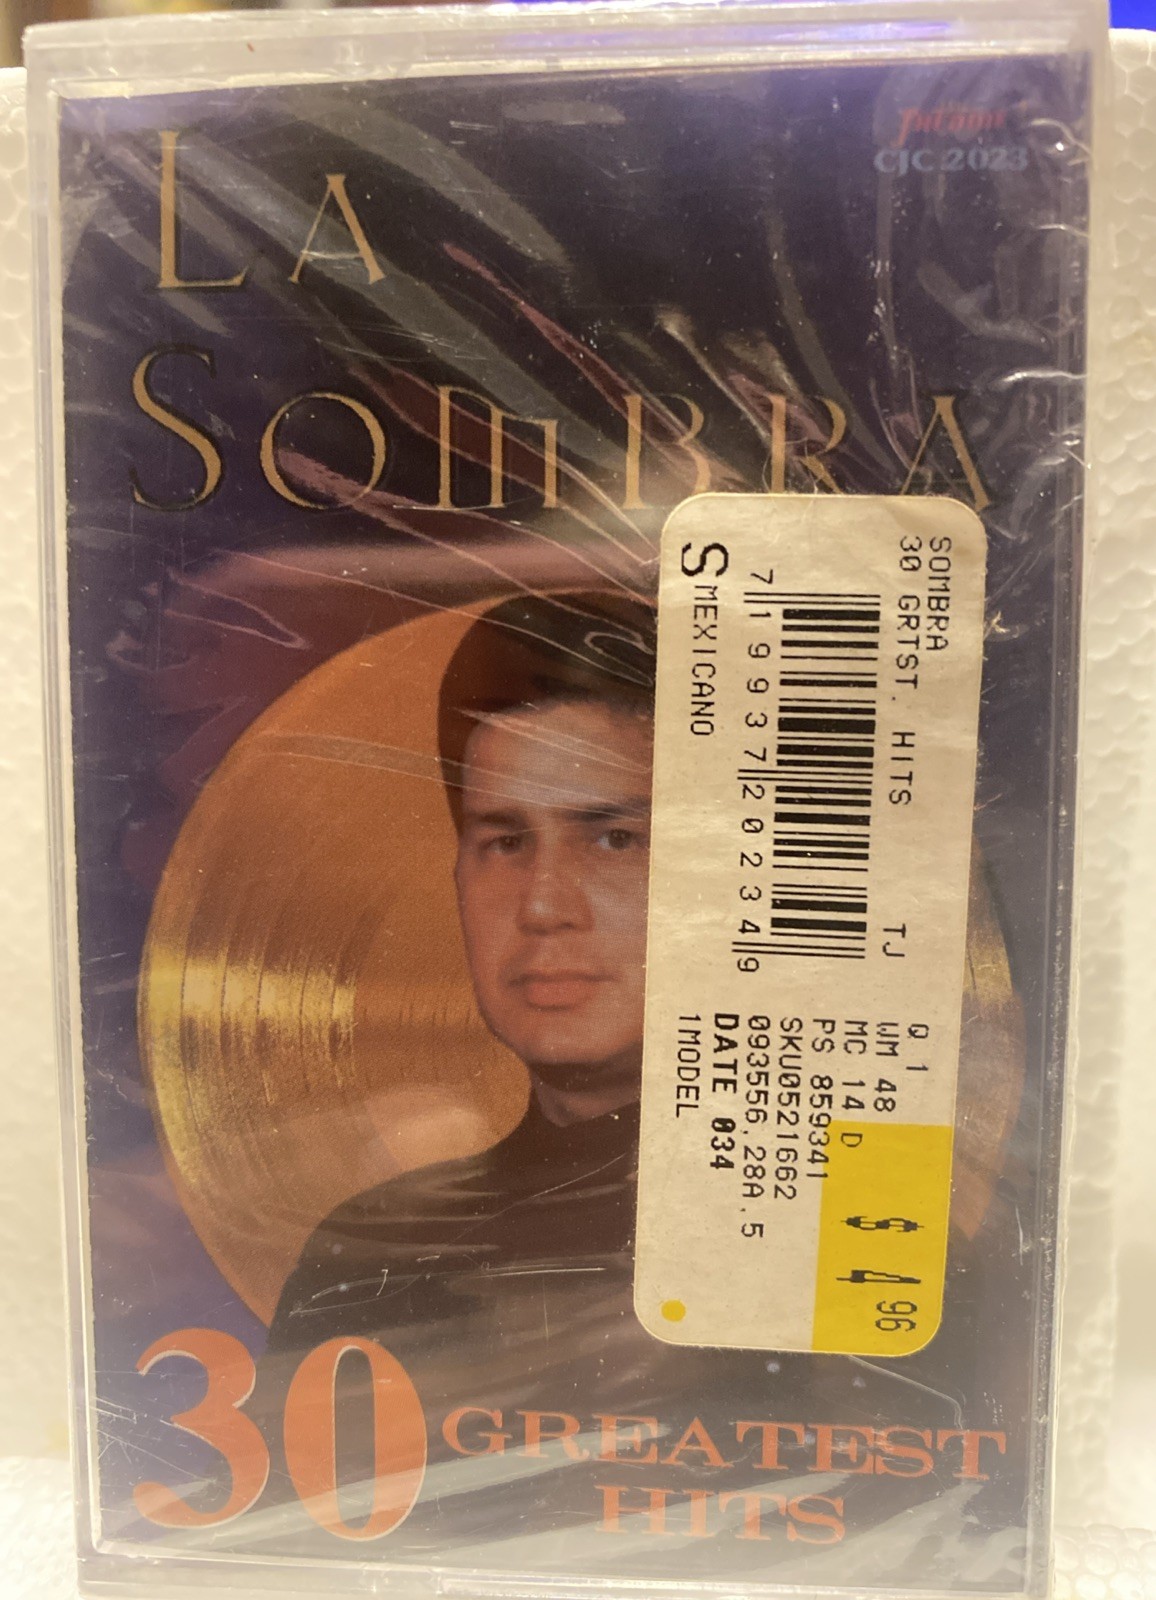 CJC 2023
LA
SOMBRA
SOMBRA
30 GRTST. HITS TJ
7 19937 20234 9
S MEXICANO
Q 1
WM 48
MC 14 D
PS 859341
SKU0521662
093556,28A.5
DATE 034
1MODEL
$ 4 96
30 GREATEST
HITS